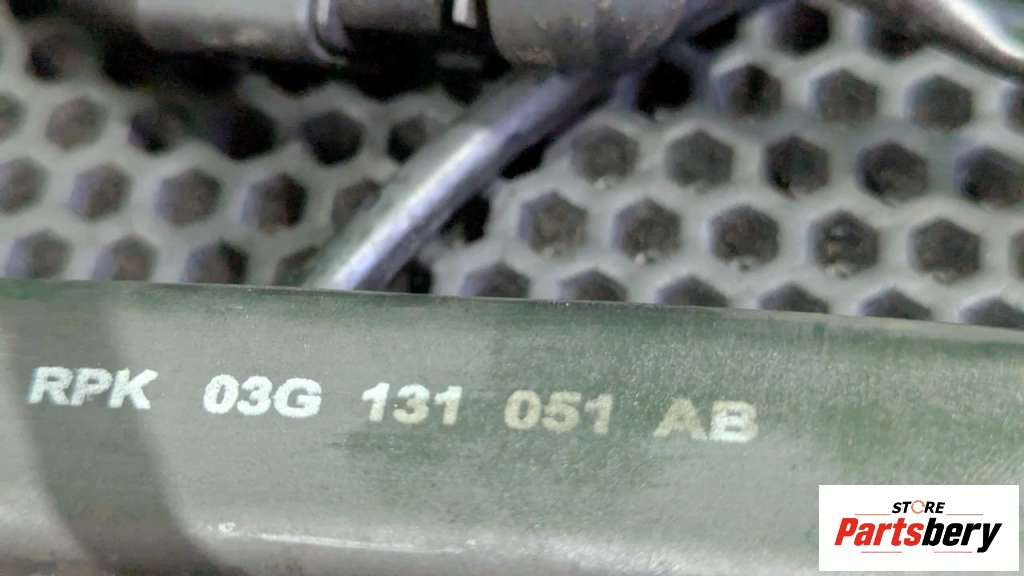 RPK 03G 131 051 AB
STORE
Partsbery